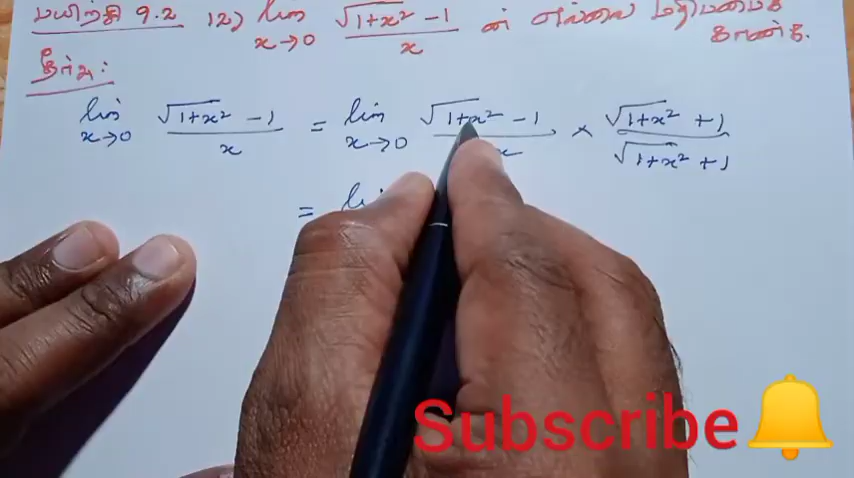 பயிற்சி 9.2 12) lim x→0 √1+x² -1 / x ன் எல்லை மதிப்பைக் காண்க.
தீர்வு:
lim x→0 √1+x² -1 / x = lim x→0 √1+x² -1 / x × √1+x² +1 / √1+x² +1
= li
Subscribe